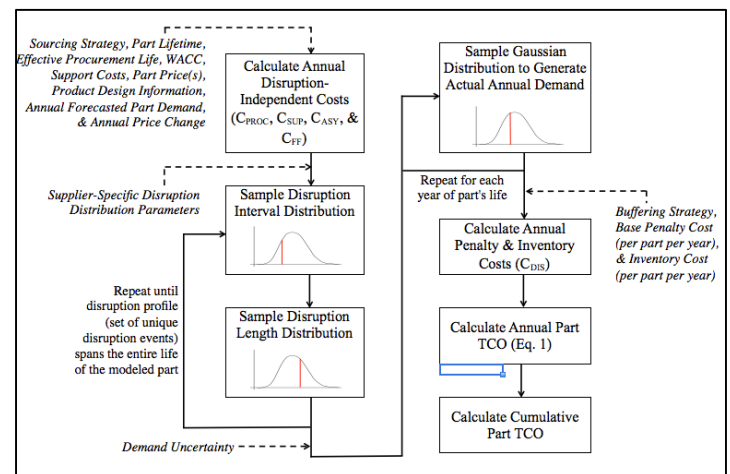 Sourcing Strategy, Part Lifetime,
Effective Procurement Life, WACC,
Support Costs, Part Price(s),
Product Design Information,
Annual Forecasted Part Demand,
& Annual Price Change
Calculate Annual
Disruption-
Independent Costs
(CPROC, CSUP, CASY, &
CFF)
Supplier-Specific Disruption
Distribution Parameters
Sample Disruption
Interval Distribution
Repeat until
disruption profile
(set of unique
disruption events)
spans the entire life
of the modeled part
Sample Disruption
Length Distribution
Demand Uncertainty
Sample Gaussian
Distribution to Generate
Actual Annual Demand
Repeat for each
year of part's life
Buffering Strategy,
Base Penalty Cost
(per part per year),
& Inventory Cost
(per part per year)
Calculate Annual
Penalty & Inventory
Costs (CDIS)
Calculate Annual Part
TCO (Eq. 1)
Calculate Cumulative
Part TCO